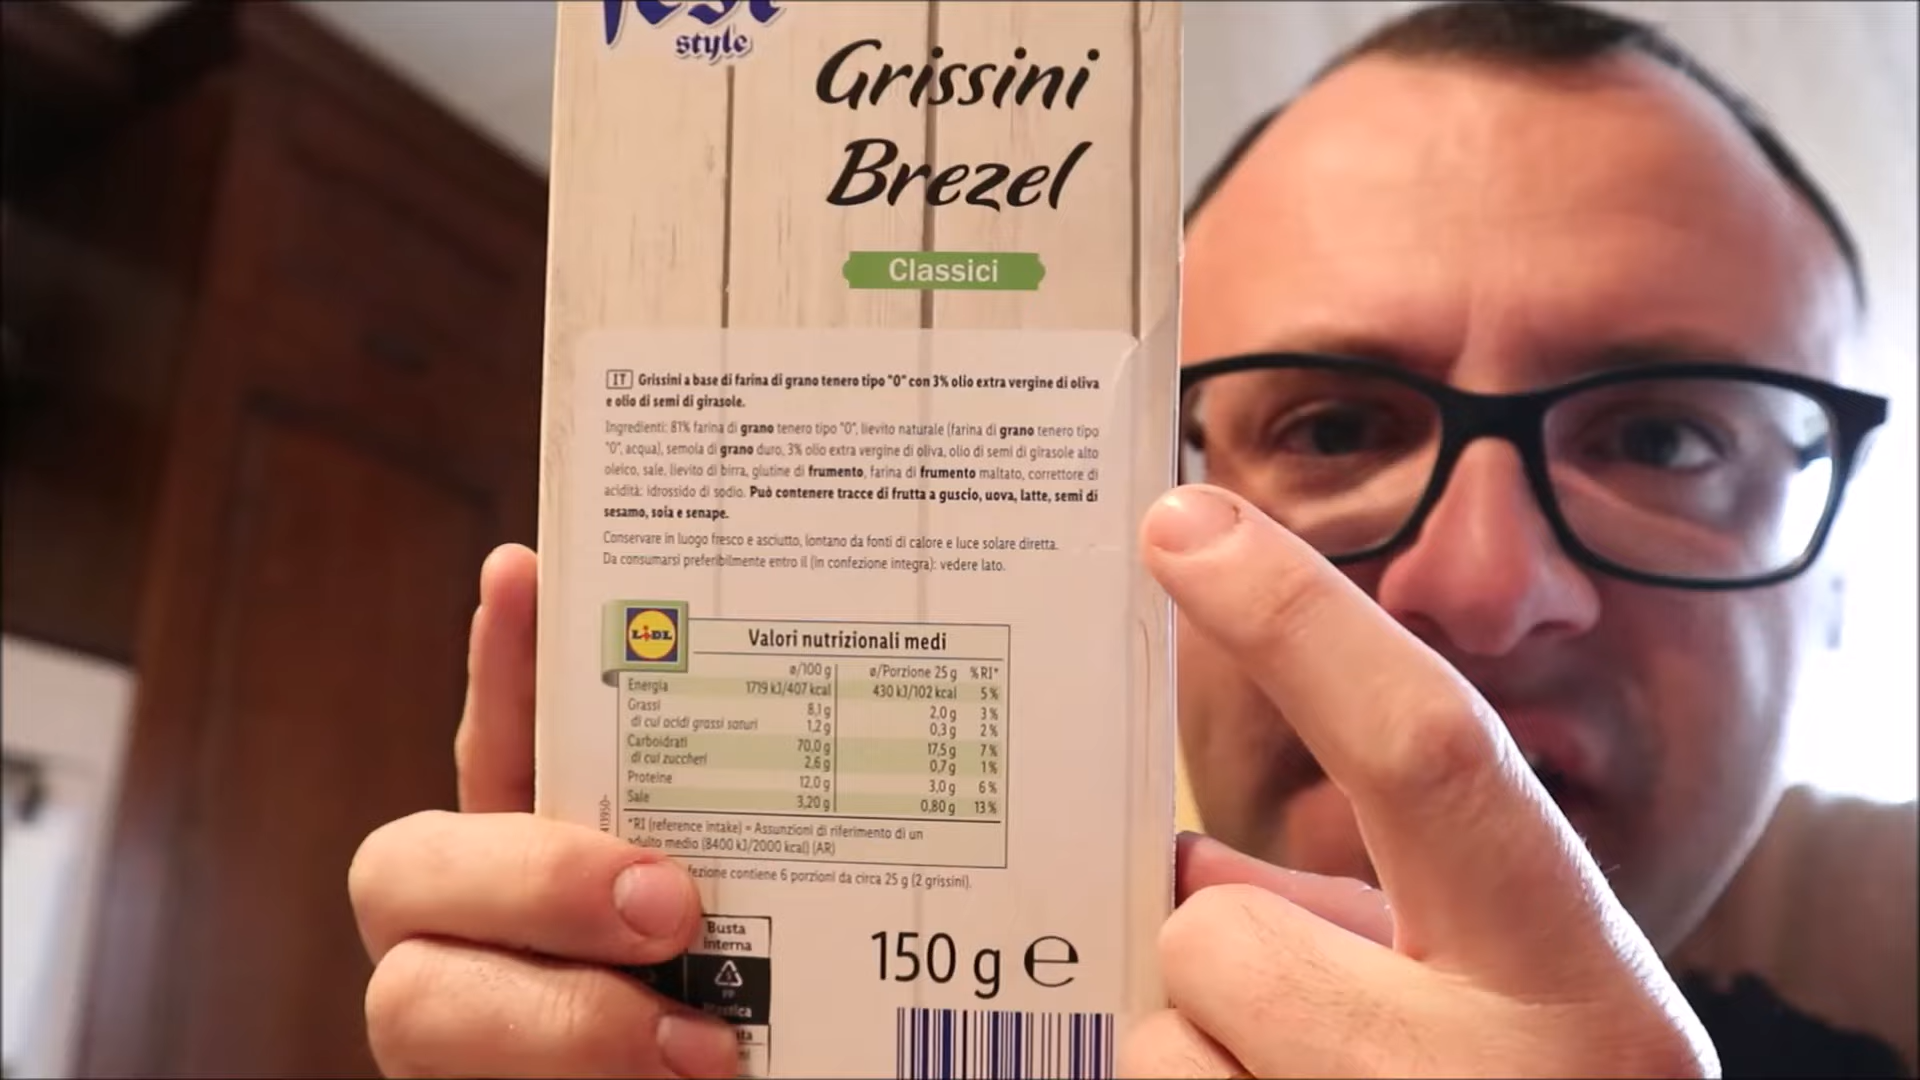 fest
style
Grissini
Brezel
Classici
IT Grissini a base di farina di grano tenero tipo "0" con 3% olio extra vergine di oliva
e olio di semi di girasole.
Ingredienti: 81% farina di grano tenero tipo "0", lievito naturale (farina di grano tenero tipo
"0", acqua), semola di grano duro, 3% olio extra vergine di oliva, olio di semi di girasole alto
oleico, sale, lievito di birra, glutine di frumento, farina di frumento maltato, correttore di
acidità: idrossido di sodio. Può contenere tracce di frutta a guscio, uova, latte, semi di
sesamo, soia e senape.
Conservare in luogo fresco e asciutto, lontano da fonti di calore e luce solare diretta.
Da consumarsi preferibilmente entro il (in confezione integra): vedere lato.
LIDL
Valori nutrizionali medi
ø/100 g ø/Porzione 25 g %RI*
Energia 1719 kJ/407 kcal 430 kJ/102 kcal 5%
Grassi 8,1 g 2,0 g 3%
di cui acidi grassi saturi 1,2 g 0,3 g 2%
Carboidrati 70,0 g 17,5 g 7%
di cui zuccheri 2,6 g 0,7 g 1%
Proteine 12,0 g 3,0 g 6%
Sale 3,20 g 0,80 g 13%
*RI (reference intake) = Assunzioni di riferimento di un
adulto medio (8400 kJ/2000 kcal) (AR)
fezione contiene 6 porzioni da circa 25 g (2 grissini).
Busta
interna
PP
Plastica
150 g e